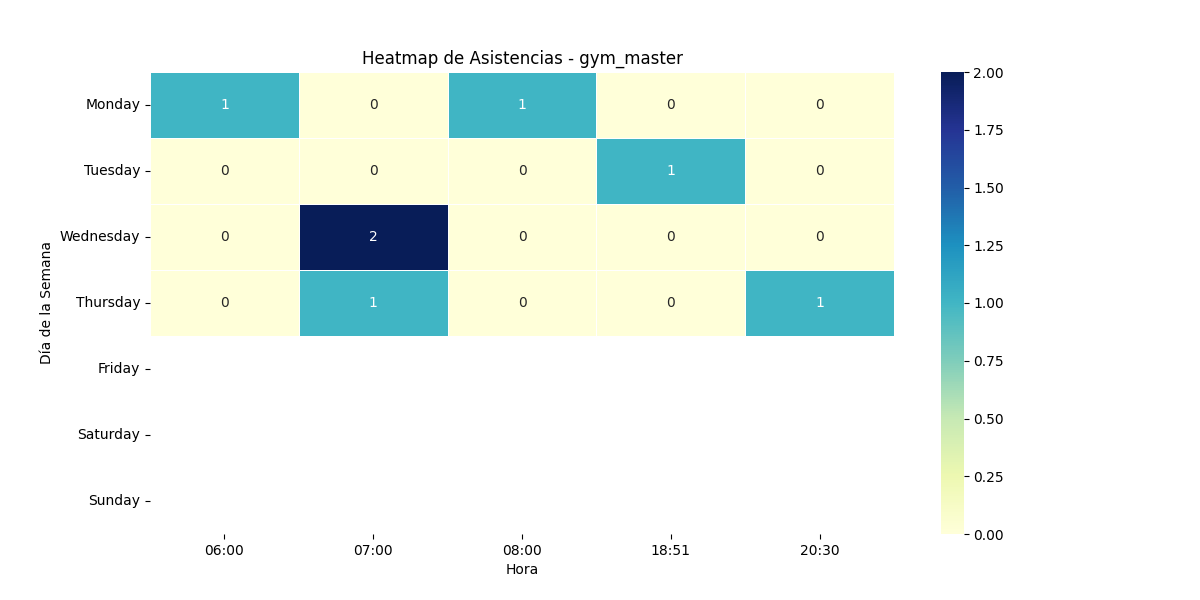 Heatmap de Asistencias - gym_master
Día de la Semana
Monday 1 0 1 0 0
Tuesday 0 0 0 1 0
Wednesday 0 2 0 0 0
Thursday 0 1 0 0 1
Friday
Saturday
Sunday
06:00 07:00 08:00 18:51 20:30
Hora
2.00
1.75
1.50
1.25
1.00
0.75
0.50
0.25
0.00